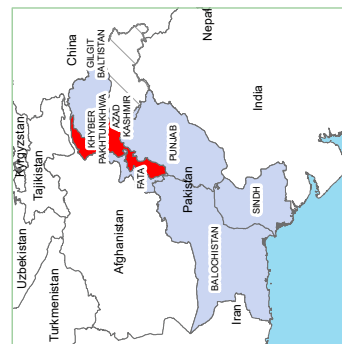 Uzbekistan
Kyrgyzstan
Tajikistan
Turkmenistan
China
GILGIT
BALTISTAN
KHYBER
PAKHTUNKHWA
AZAD
KASHMIR
Afghanistan
FATA
PUNJAB
Pakistan
Nepal
BALOCHISTAN
Iran
SINDH
India